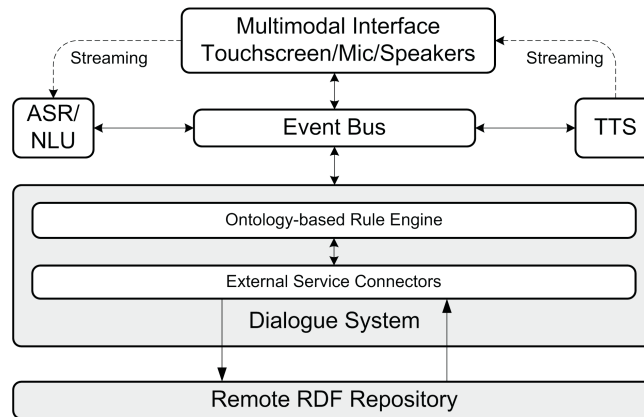 Multimodal Interface
Touchscreen/Mic/Speakers
Streaming
Streaming
ASR/
NLU
Event Bus
TTS
Ontology-based Rule Engine
External Service Connectors
Dialogue System
Remote RDF Repository